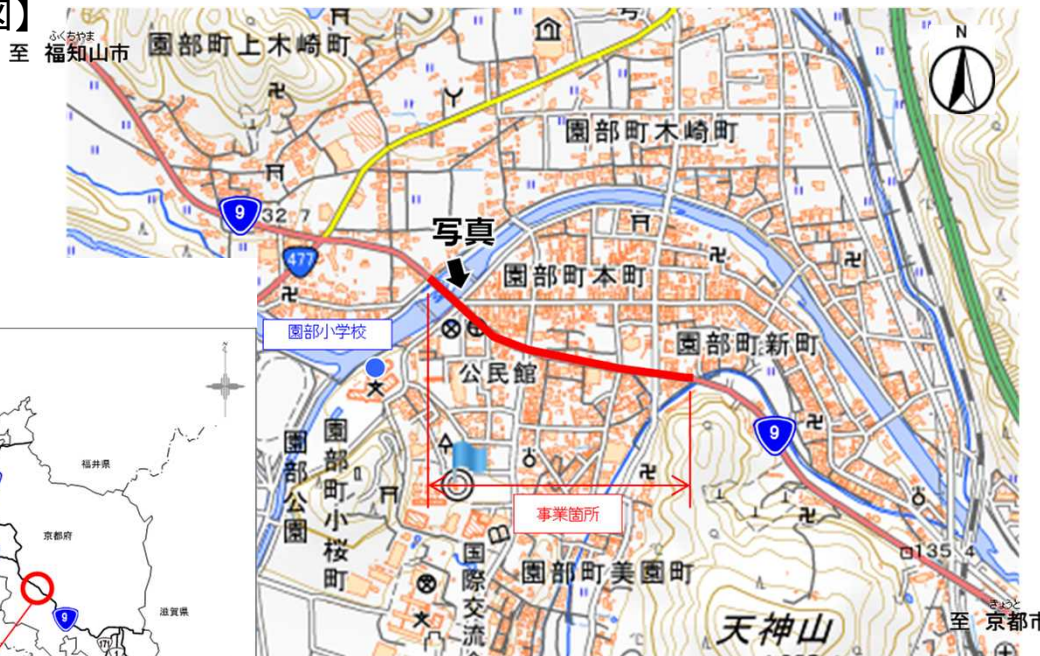 図】
ふくちやま
至 福知山市
園部町上木崎町
N
園部町木崎町
9
32 7
477
写真
園部町本町
園部小学校
園部町新町
公民館
9
園部公園
園部町小桜町
事業箇所
国際交流会
園部町美園町
135 4
天神山
きょうと
至 京都市
福井県
京都府
滋賀県
9